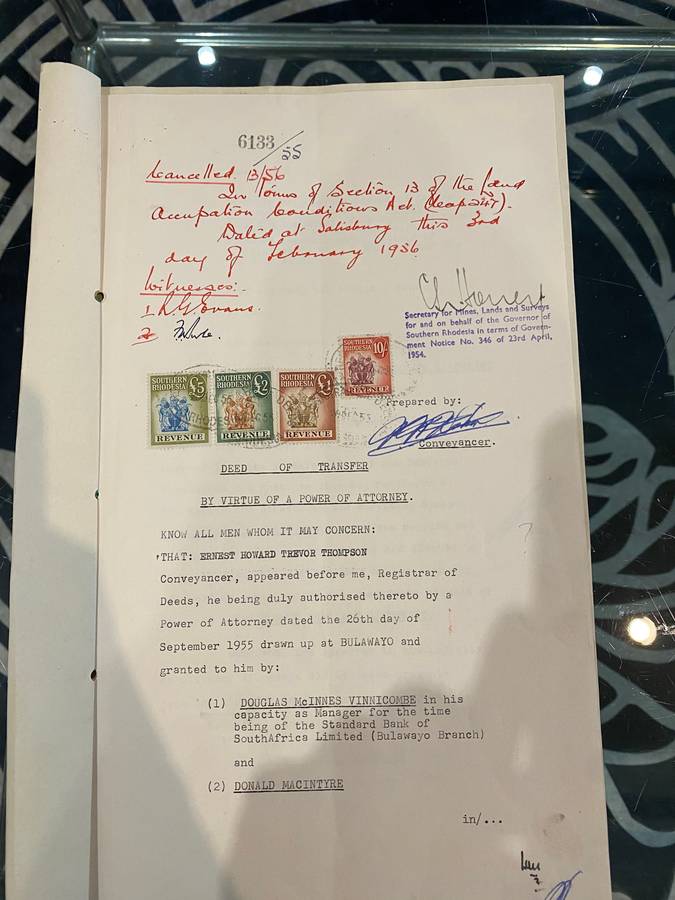 6133/55
Cancelled 13/56
In Terms of Section 13 of the Land
Occupation Conditions Act.
Dated at Salisbury this 3rd
day of February 1956
Witnesses:-
1 R G Evans.
2
Secretary for Mines, Lands and Surveys
for and on behalf of the Governor of
Southern Rhodesia in terms of Govern-
ment Notice No. 346 of 23rd April,
1954.
SOUTHERN RHODESIA £5 REVENUE
SOUTHERN RHODESIA £2 REVENUE
SOUTHERN RHODESIA £1 REVENUE
SOUTHERN RHODESIA 10/- REVENUE
Prepared by:
Conveyancer.
DEED OF TRANSFER
BY VIRTUE OF A POWER OF ATTORNEY.
KNOW ALL MEN WHOM IT MAY CONCERN:
THAT: ERNEST HOWARD TREVOR THOMPSON
Conveyancer, appeared before me, Registrar of
Deeds, he being duly authorised thereto by a
Power of Attorney dated the 26th day of
September 1955 drawn up at BULAWAYO and
granted to him by:
(1) DOUGLAS McINNES VINNICOMBE in his
capacity as Manager for the time
being of the Standard Bank of
SouthAfrica Limited (Bulawayo Branch)
and
(2) DONALD MACINTYRE
in/...